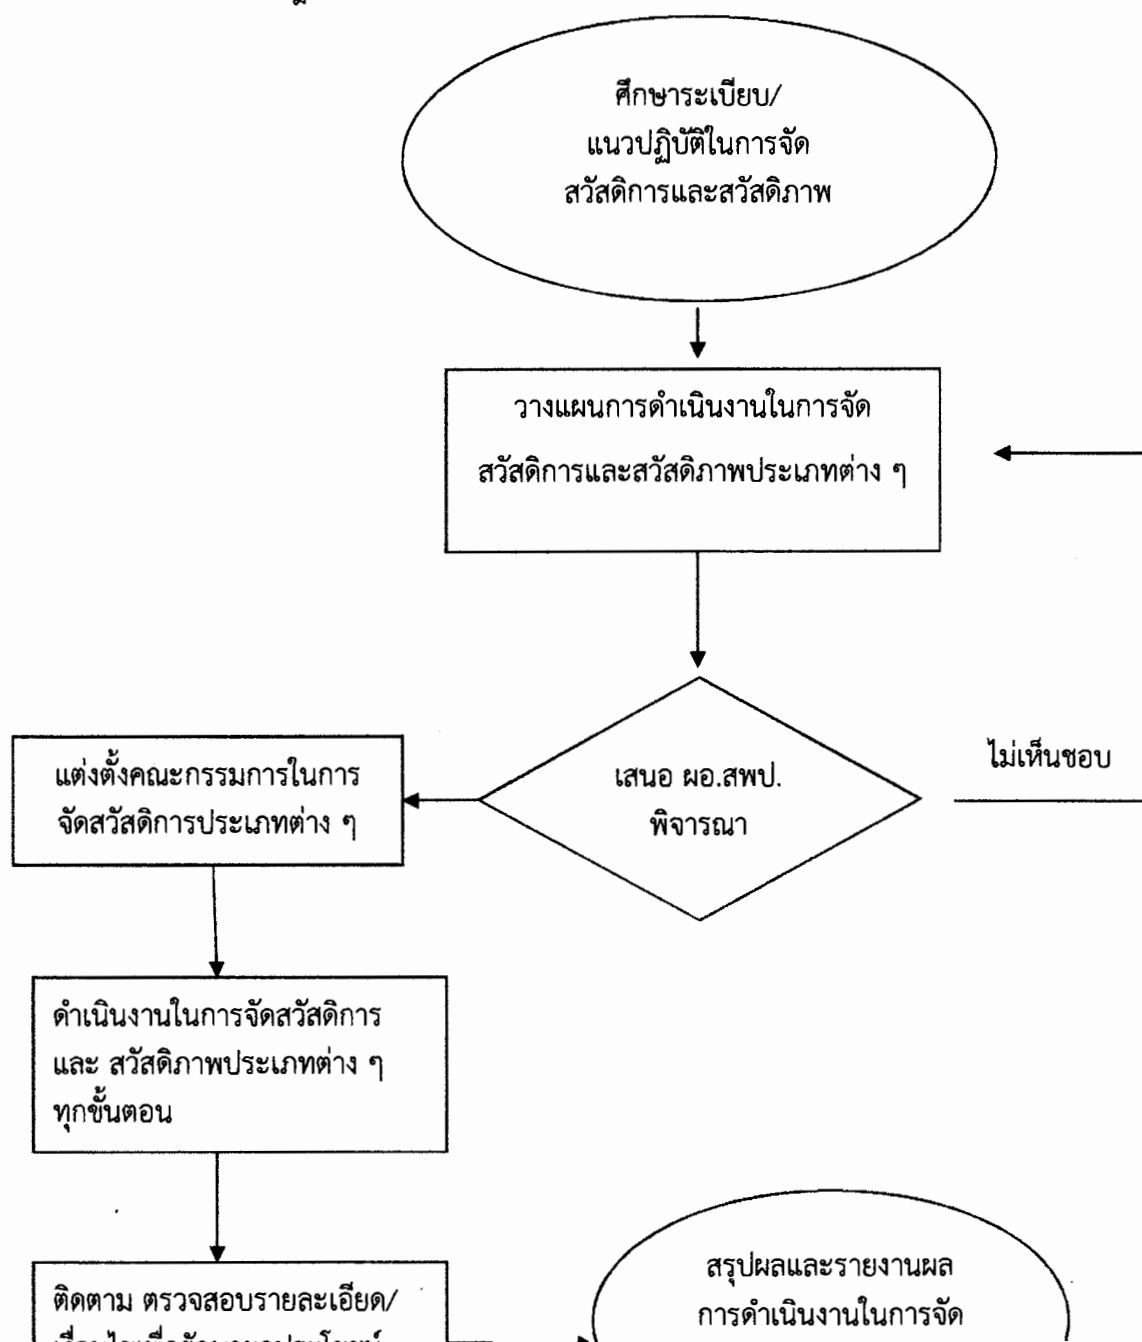 ศึกษาระเบียบ/
แนวปฏิบัติในการจัด
สวัสดิการและสวัสดิภาพ
วางแผนการดำเนินงานในการจัด
สวัสดิการและสวัสดิภาพประเภทต่าง ๆ
ไม่เห็นชอบ
เสนอ ผอ.สพป.
พิจารณา
แต่งตั้งคณะกรรมการในการ
จัดสวัสดิการประเภทต่าง ๆ
ดำเนินงานในการจัดสวัสดิการ
และ สวัสดิภาพประเภทต่าง ๆ
ทุกขั้นตอน
ติดตาม ตรวจสอบรายละเอียด/
สรุปผลและรายงานผล
การดำเนินงานในการจัด